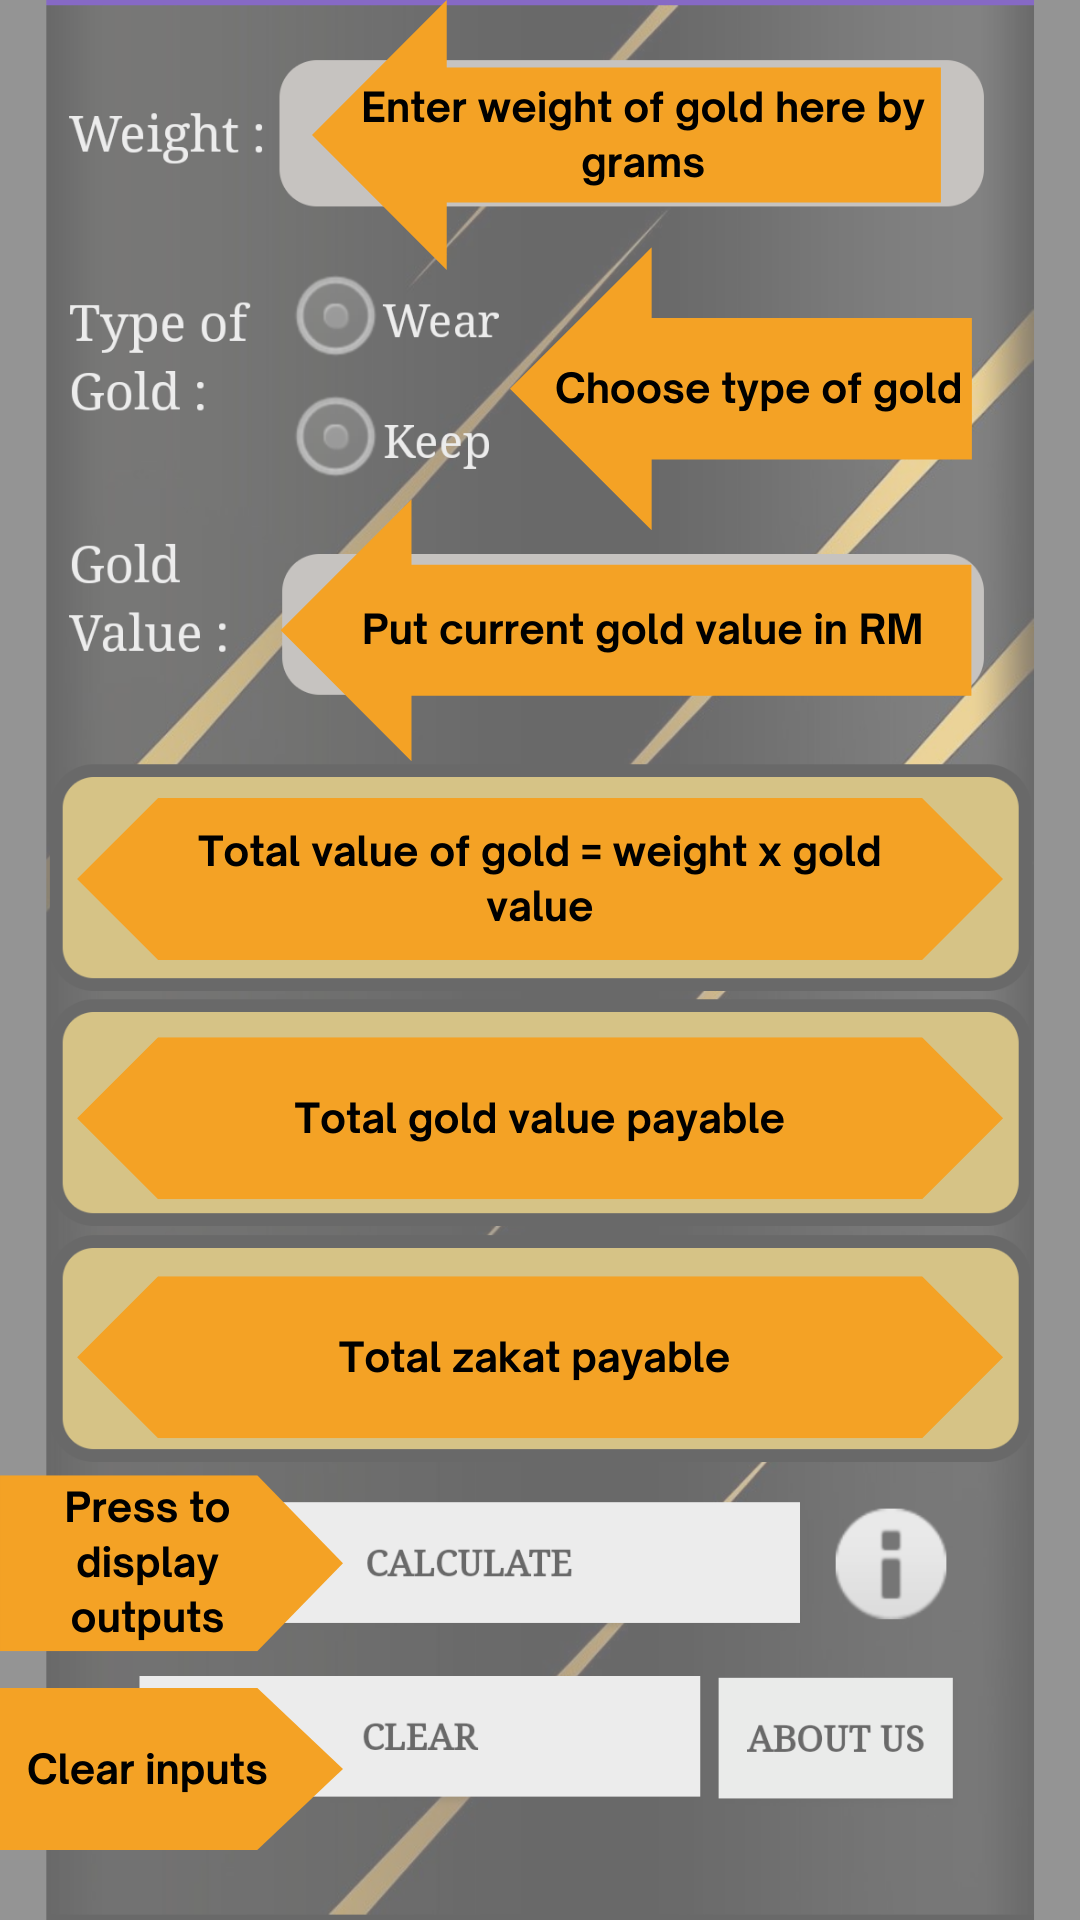 Weight :
Enter weight of gold here by
grams
Type of
Gold :
Wear
Keep
Choose type of gold
Gold
Value :
Put current gold value in RM
Total value of gold = weight x gold
value
Total gold value payable
Total zakat payable
Press to
display
outputs
CALCULATE
i
Clear inputs
CLEAR
ABOUT US